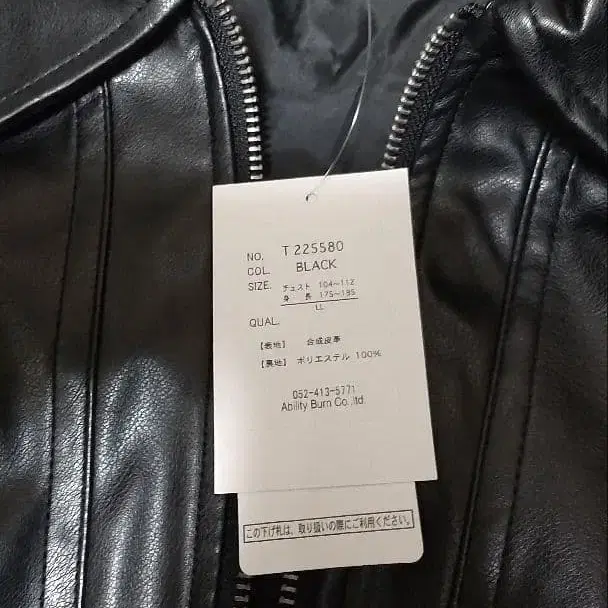 NO. T 225580
COL. BLACK
SIZE. チェスト 104~112
身 長 175~185
LL
QUAL.
【表地】 合成皮革
【裏地】 ポリエステル 100%
052-413-5771
Ability Burn Co.,ltd.
この下げ札は、取り扱いの際にご利用ください。